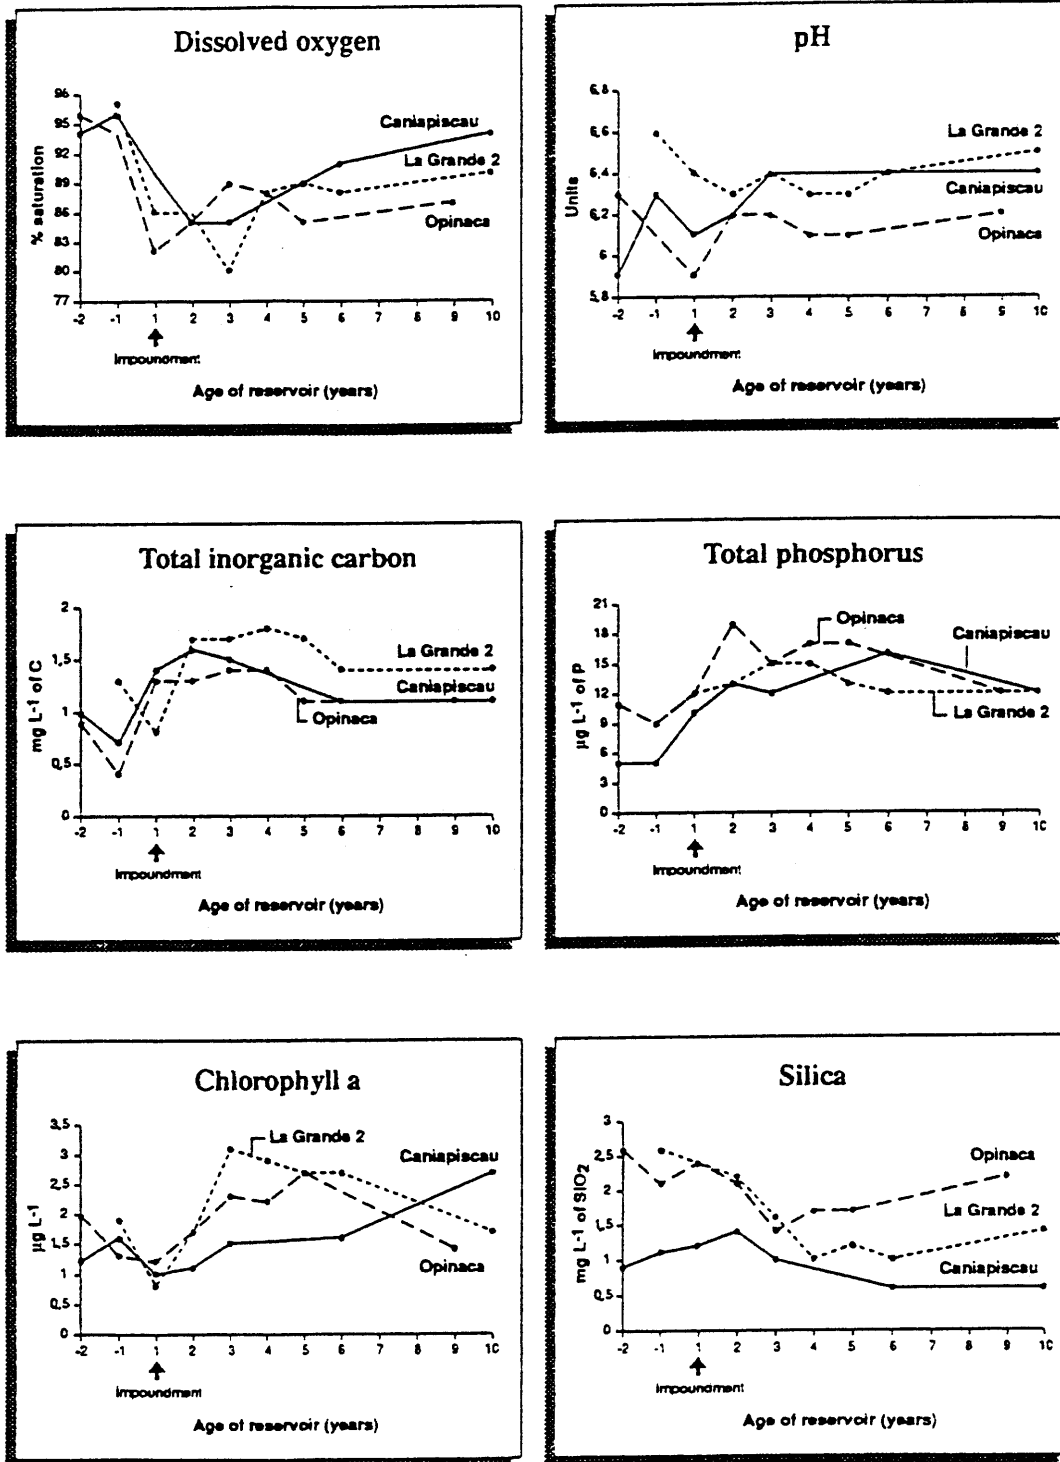 Dissolved oxygen
% saturation
96
95
92
89
86
83
80
77
Caniapiscau
La Grande 2
Opinaca
-2 -1 1 2 3 4 5 6 7 8 9 10
Impoundment
Age of reservoir (years)
pH
Units
6,8
6,6
6,4
6,2
6
5,8
La Grande 2
Caniapiscau
Opinaca
-2 -1 1 2 3 4 5 6 7 8 9 10
Impoundment
Age of reservoir (years)
Total inorganic carbon
mg L-1 of C
2
1,5
1
0,5
0
La Grande 2
Caniapiscau
Opinaca
-2 -1 1 2 3 4 5 6 7 8 9 10
Impoundment
Age of reservoir (years)
Total phosphorus
µg L-1 of P
21
18
15
12
9
6
3
0
Opinaca
Caniapiscau
La Grande 2
-2 -1 1 2 3 4 5 6 7 8 9 10
Impoundment
Age of reservoir (years)
Chlorophyll a
µg L-1
3,5
3
2,5
2
1,5
1
0,5
0
La Grande 2
Caniapiscau
Opinaca
-2 -1 1 2 3 4 5 6 7 8 9 10
Impoundment
Age of reservoir (years)
Silica
mg L-1 of SIO2
3
2,5
2
1,5
1
0,5
0
Opinaca
La Grande 2
Caniapiscau
-2 -1 1 2 3 4 5 6 7 8 9 10
Impoundment
Age of reservoir (years)